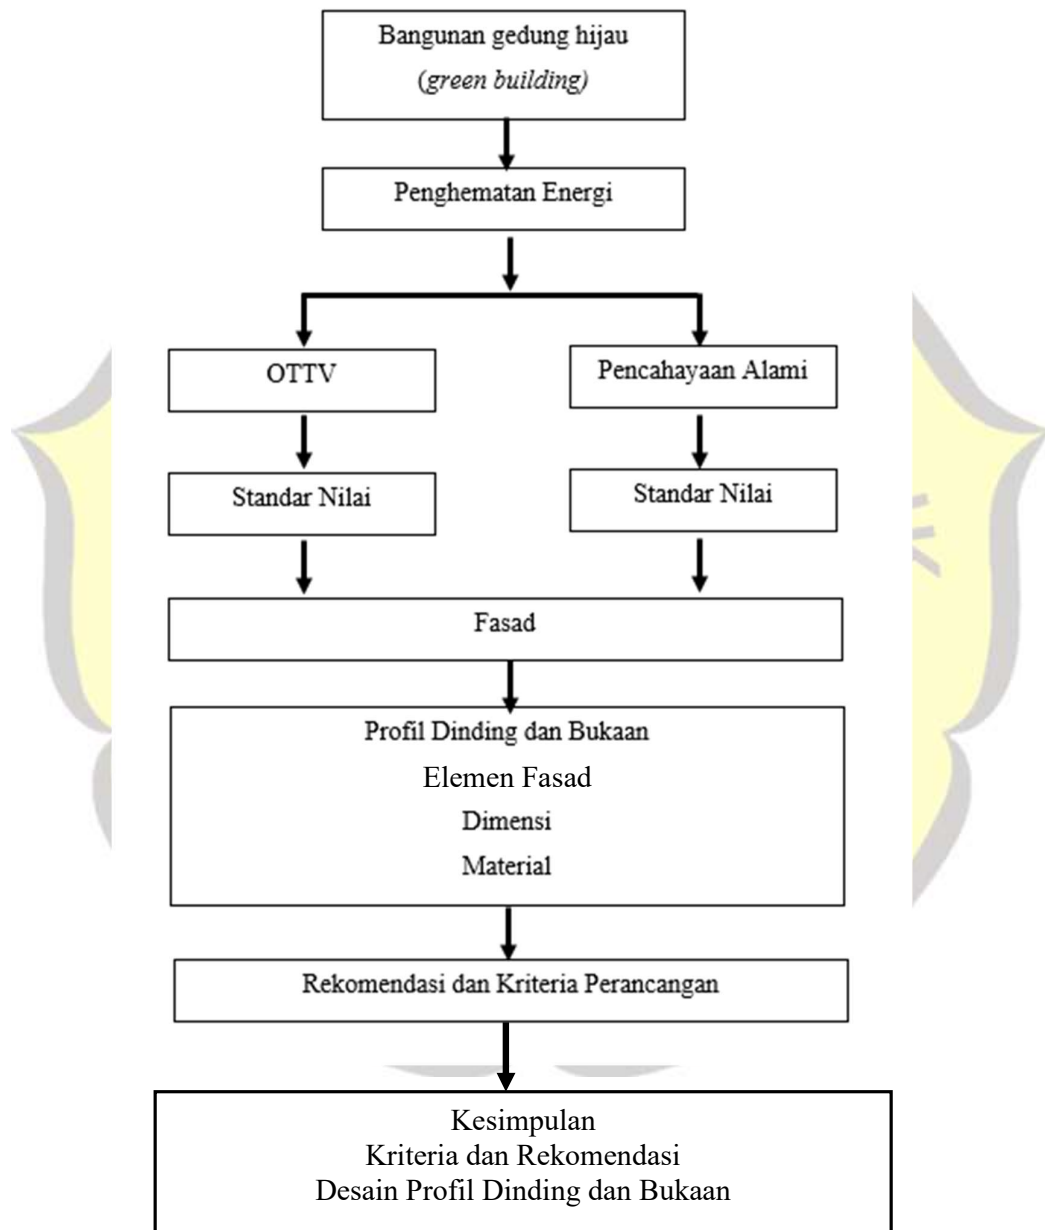 Bangunan gedung hijau
(green building)
Penghematan Energi
OTTV
Pencahayaan Alami
Standar Nilai
Standar Nilai
Fasad
Profil Dinding dan Bukaan
Elemen Fasad
Dimensi
Material
Rekomendasi dan Kriteria Perancangan
Kesimpulan
Kriteria dan Rekomendasi
Desain Profil Dinding dan Bukaan